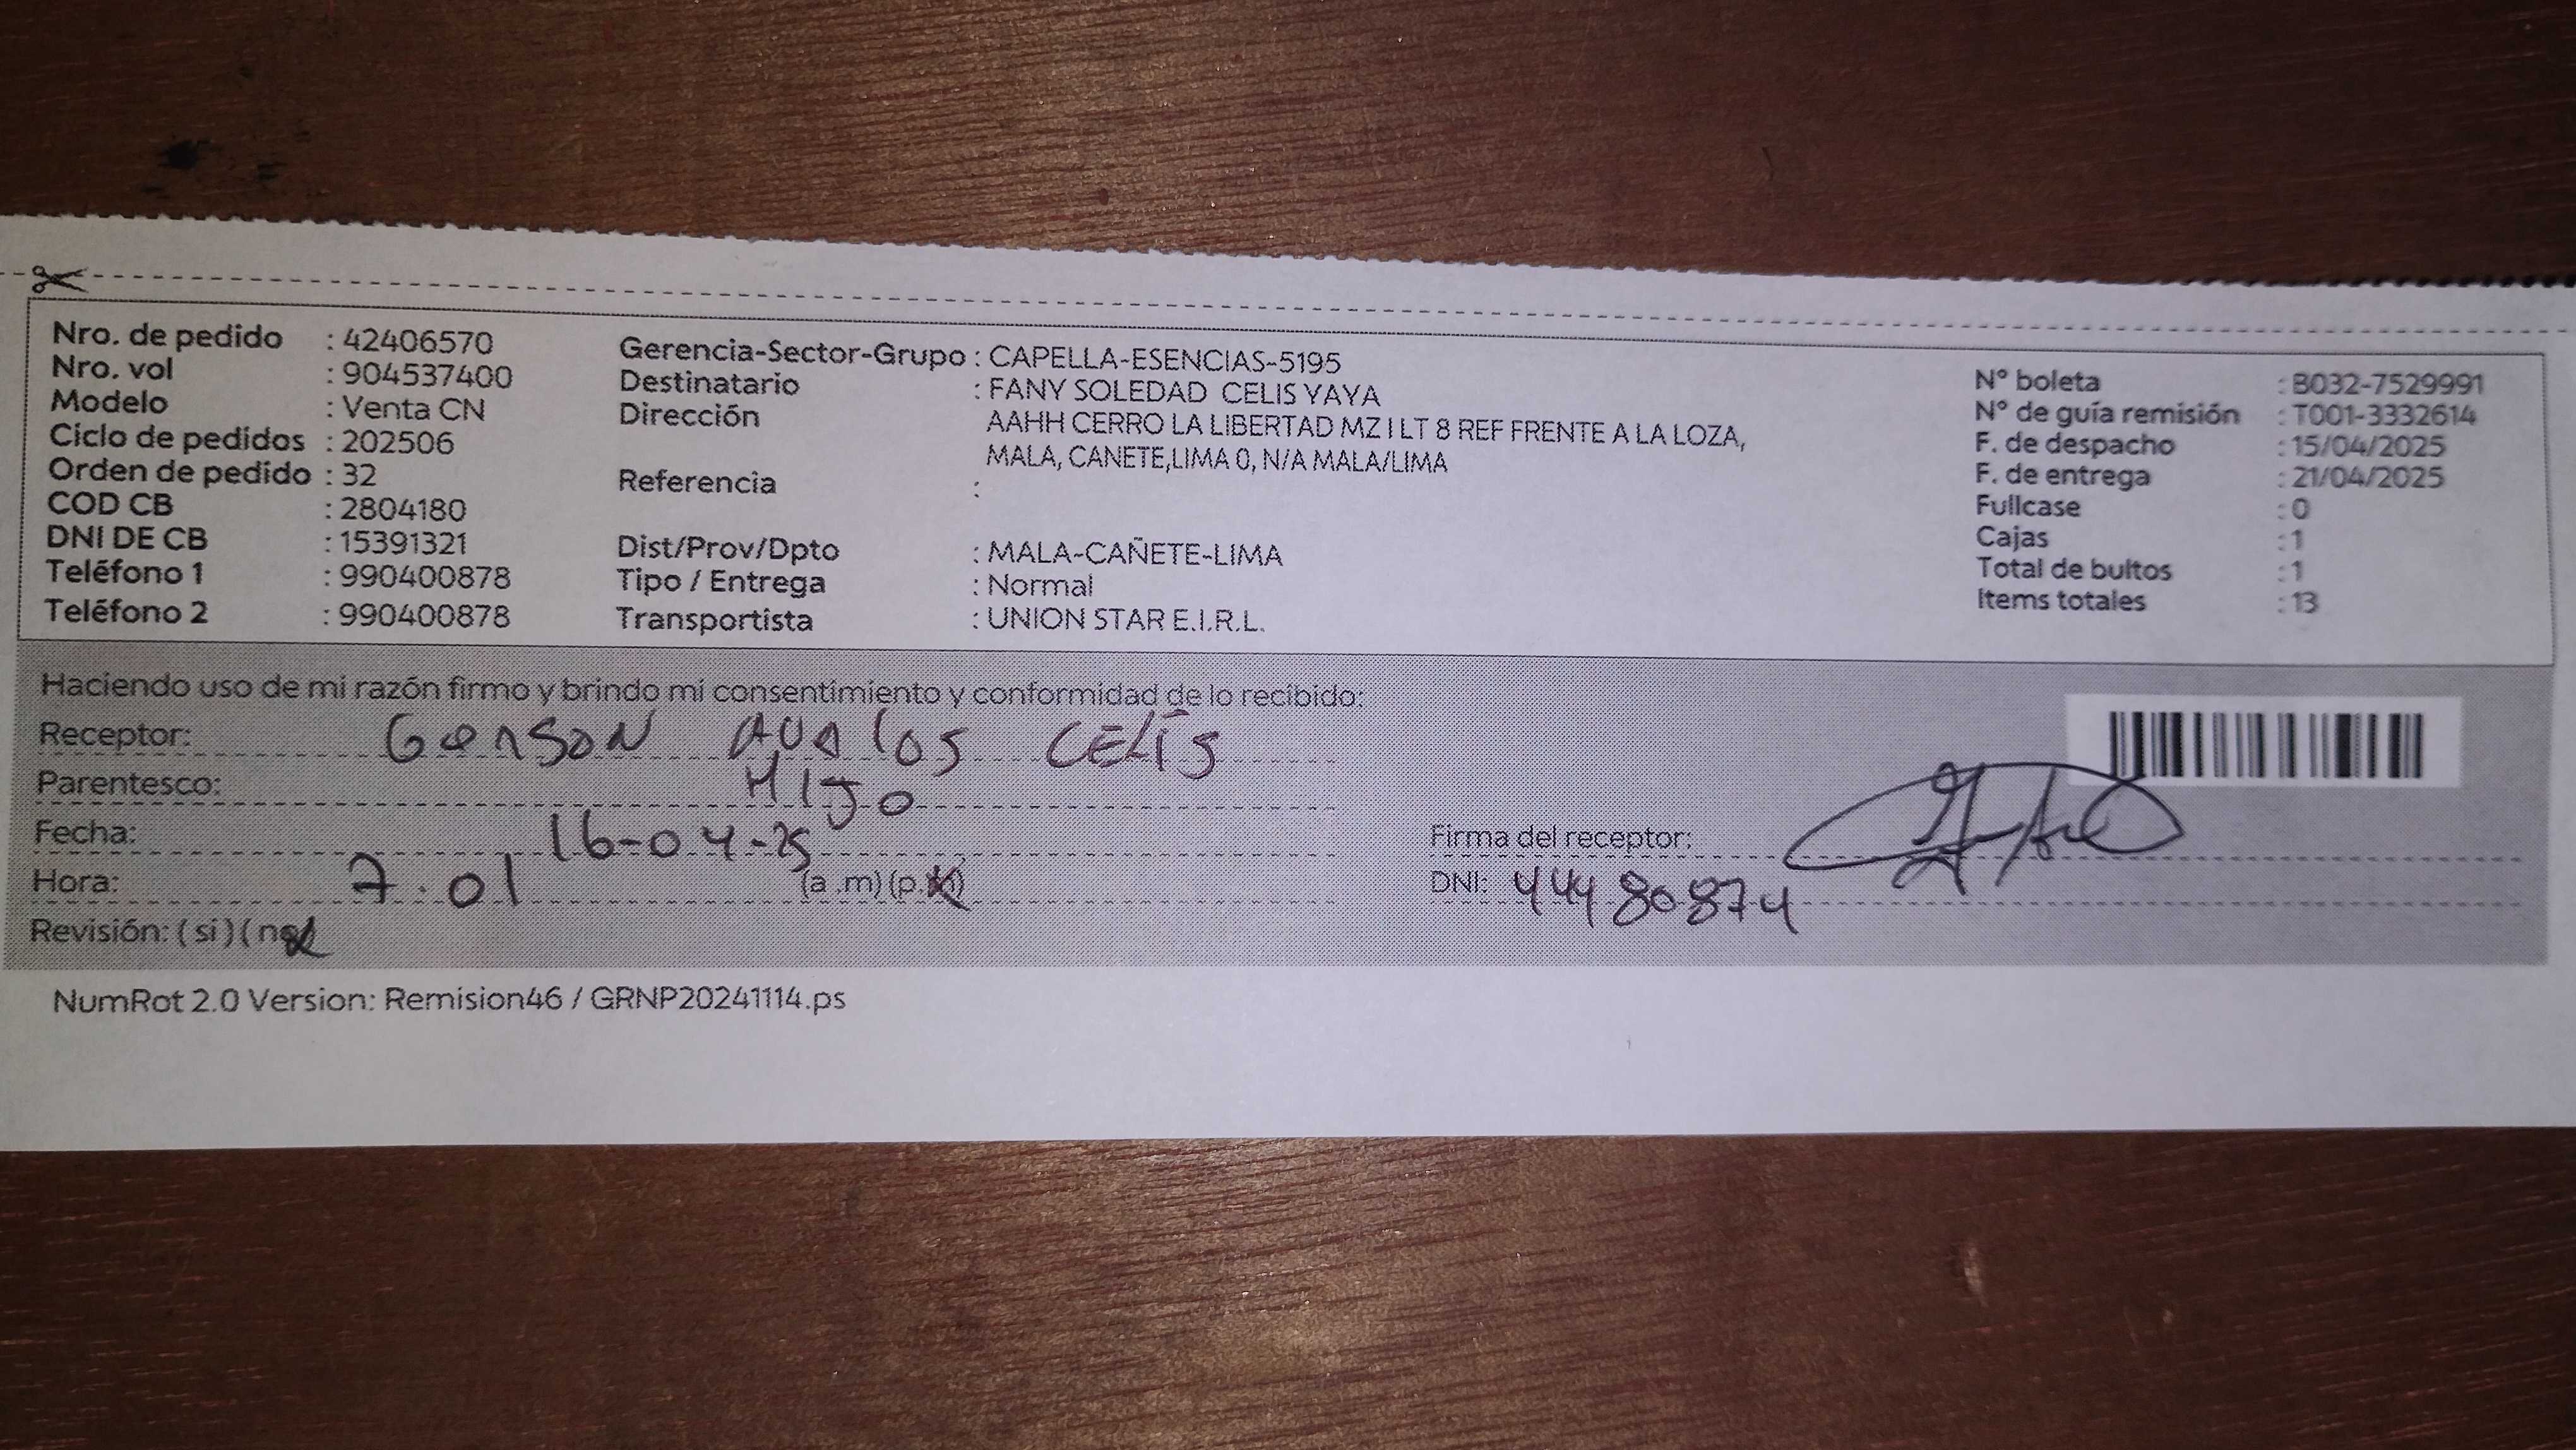 Nro. de pedido : 42406570
Nro. vol : 904537400
Modelo : Venta CN
Ciclo de pedidos : 202506
Orden de pedido : 32
COD CB : 2804180
DNI DE CB : 15391321
Teléfono 1 : 990400878
Teléfono 2 : 990400878
Gerencia-Sector-Grupo : CAPELLA-ESENCIAS-5195
Destinatario : FANY SOLEDAD CELIS YAYA
Dirección AAHH CERRO LA LIBERTAD MZ I LT 8 REF FRENTE A LA LOZA,
MALA, CANETE,LIMA 0, N/A MALA/LIMA
Referencia :
Dist/Prov/Dpto : MALA-CAÑETE-LIMA
Tipo / Entrega : Normal
Transportista : UNION STAR E.I.R.L.
N° boleta : B032-7529991
N° de guía remisión : T001-3332614
F. de despacho : 15/04/2025
F. de entrega : 21/04/2025
Fullcase : 0
Cajas : 1
Total de bultos : 1
Items totales : 13
Haciendo uso de mi razón firmo y brindo mi consentimiento y conformidad de lo recibido:
Receptor: Gerson Avalos CELIS
Parentesco: HIJO
Fecha: 16-04-25
Hora: 7.01 (a .m) (p.m)
Revisión: ( si ) ( no )
Firma del receptor:
DNI: 44480874
NumRot 2.0 Version: Remision46 / GRNP20241114.ps